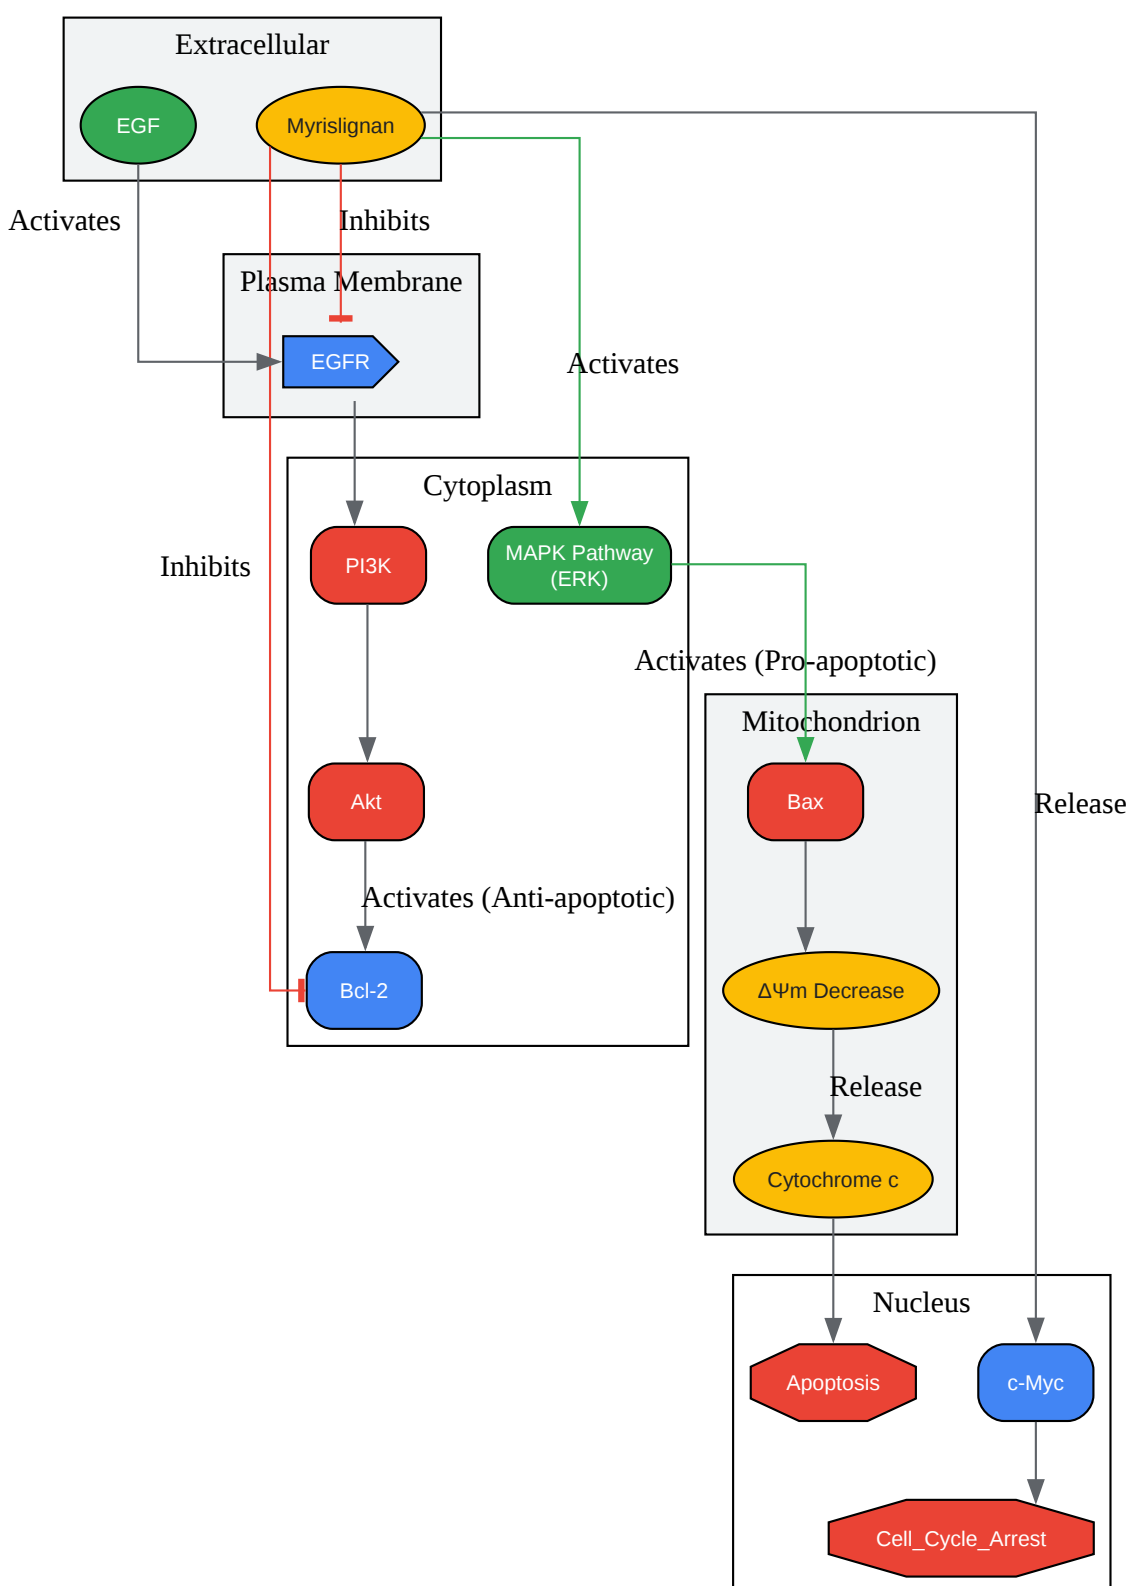 Extracellular
EGF
Myrislignan
Activates
Inhibits
Plasma Membrane
EGFR
Activates
Cytoplasm
PI3K
MAPK Pathway
(ERK)
Inhibits
Activates (Pro-apoptotic)
Mitochondrion
Akt
Bax
Release
Activates (Anti-apoptotic)
Bcl-2
ΔΨm Decrease
Release
Cytochrome c
Nucleus
Apoptosis
c-Myc
Cell_Cycle_Arrest